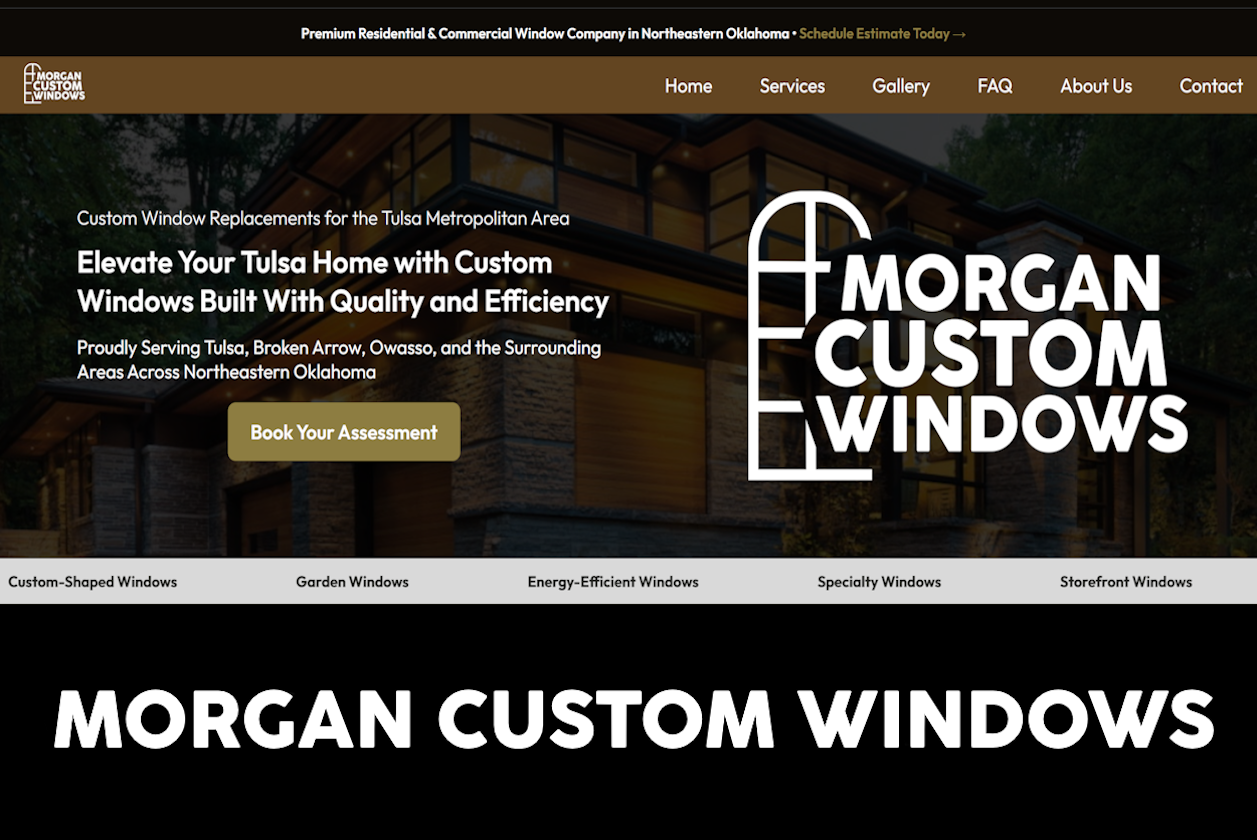 Premium Residential & Commercial Window Company in Northeastern Oklahoma • Schedule Estimate Today →
MORGAN
CUSTOM
WINDOWS
Home Services Gallery FAQ About Us Contact
Custom Window Replacements for the Tulsa Metropolitan Area
Elevate Your Tulsa Home with Custom
Windows Built With Quality and Efficiency
Proudly Serving Tulsa, Broken Arrow, Owasso, and the Surrounding
Areas Across Northeastern Oklahoma
Book Your Assessment
MORGAN
CUSTOM
WINDOWS
Custom-Shaped Windows Garden Windows Energy-Efficient Windows Specialty Windows Storefront Windows
MORGAN CUSTOM WINDOWS